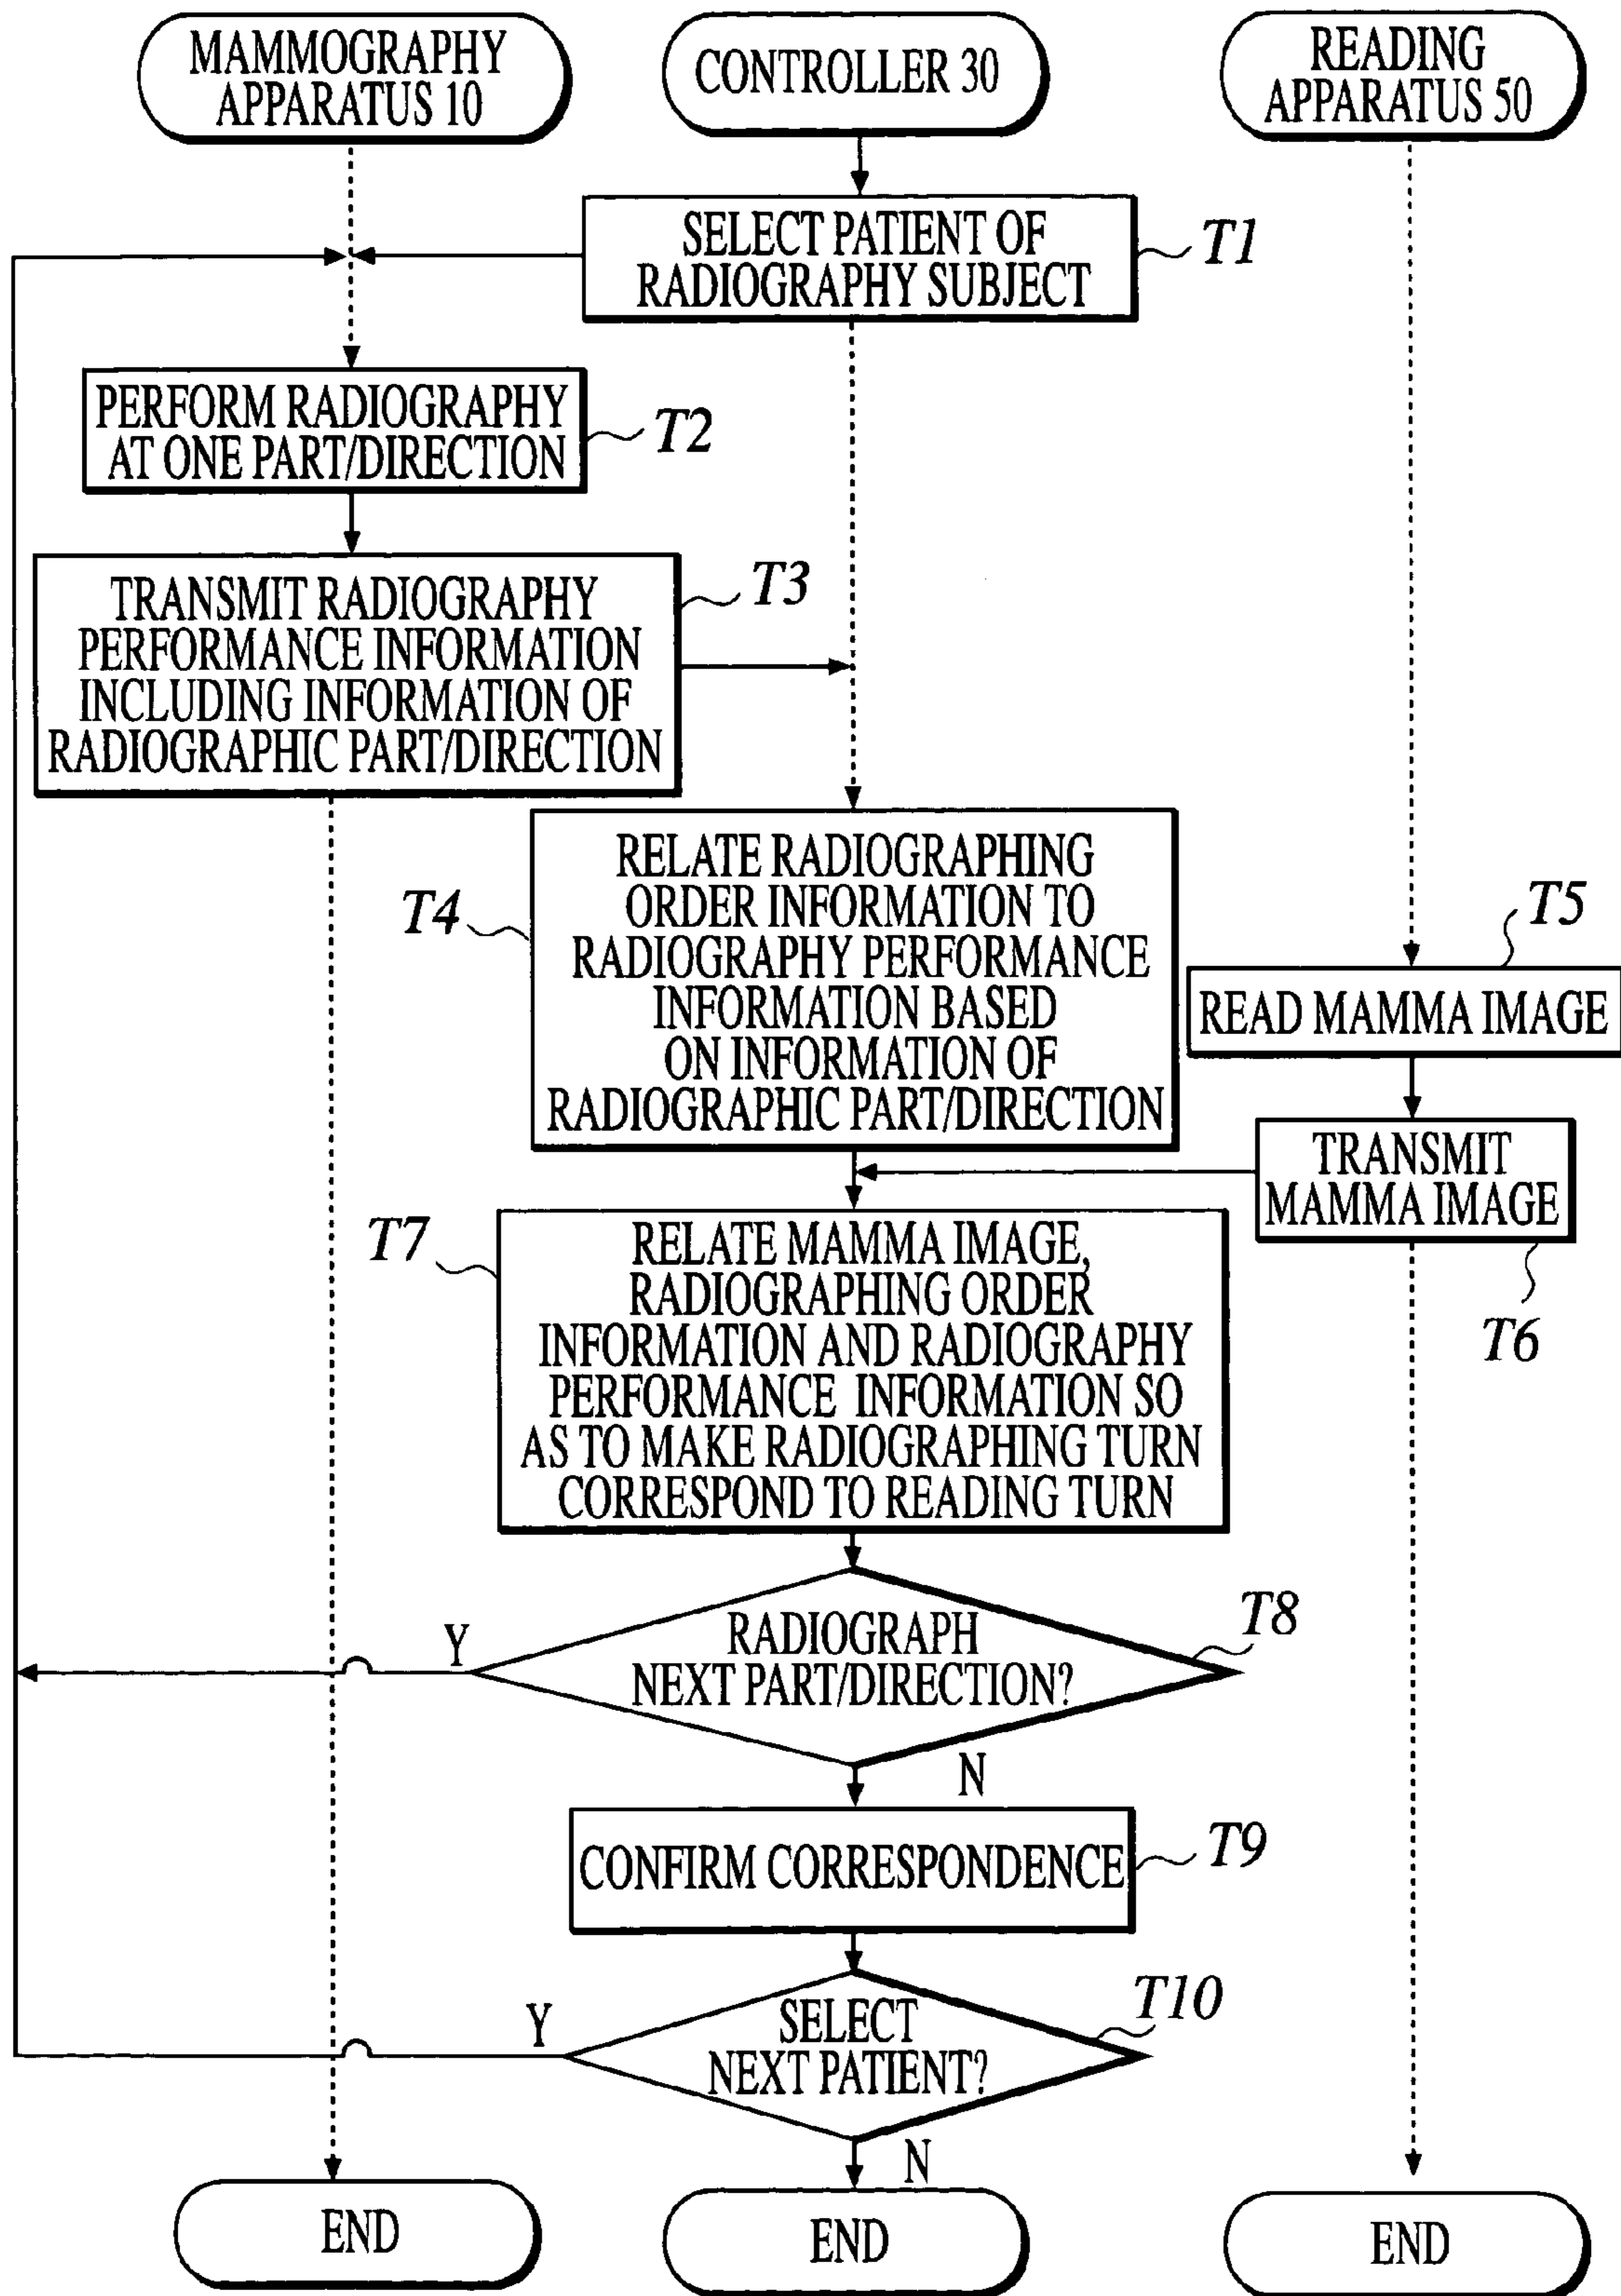 MAMMOGRAPHY
APPARATUS 10
CONTROLLER 30
READING
APPARATUS 50
SELECT PATIENT OF
RADIOGRAPHY SUBJECT
T1
PERFORM RADIOGRAPHY
AT ONE PART/DIRECTION
T2
TRANSMIT RADIOGRAPHY
PERFORMANCE INFORMATION
INCLUDING INFORMATION OF
RADIOGRAPHIC PART/DIRECTION
T3
T4
RELATE RADIOGRAPHING
ORDER INFORMATION TO
RADIOGRAPHY PERFORMANCE
INFORMATION BASED
ON INFORMATION OF
RADIOGRAPHIC PART/DIRECTION
T5
READ MAMMA IMAGE
TRANSMIT
MAMMA IMAGE
T6
T7
RELATE MAMMA IMAGE,
RADIOGRAPHING ORDER
INFORMATION AND RADIOGRAPHY
PERFORMANCE INFORMATION SO
AS TO MAKE RADIOGRAPHING TURN
CORRESPOND TO READING TURN
T8
Y
RADIOGRAPH
NEXT PART/DIRECTION?
N
CONFIRM CORRESPONDENCE
T9
T10
Y
SELECT
NEXT PATIENT?
N
END
END
END